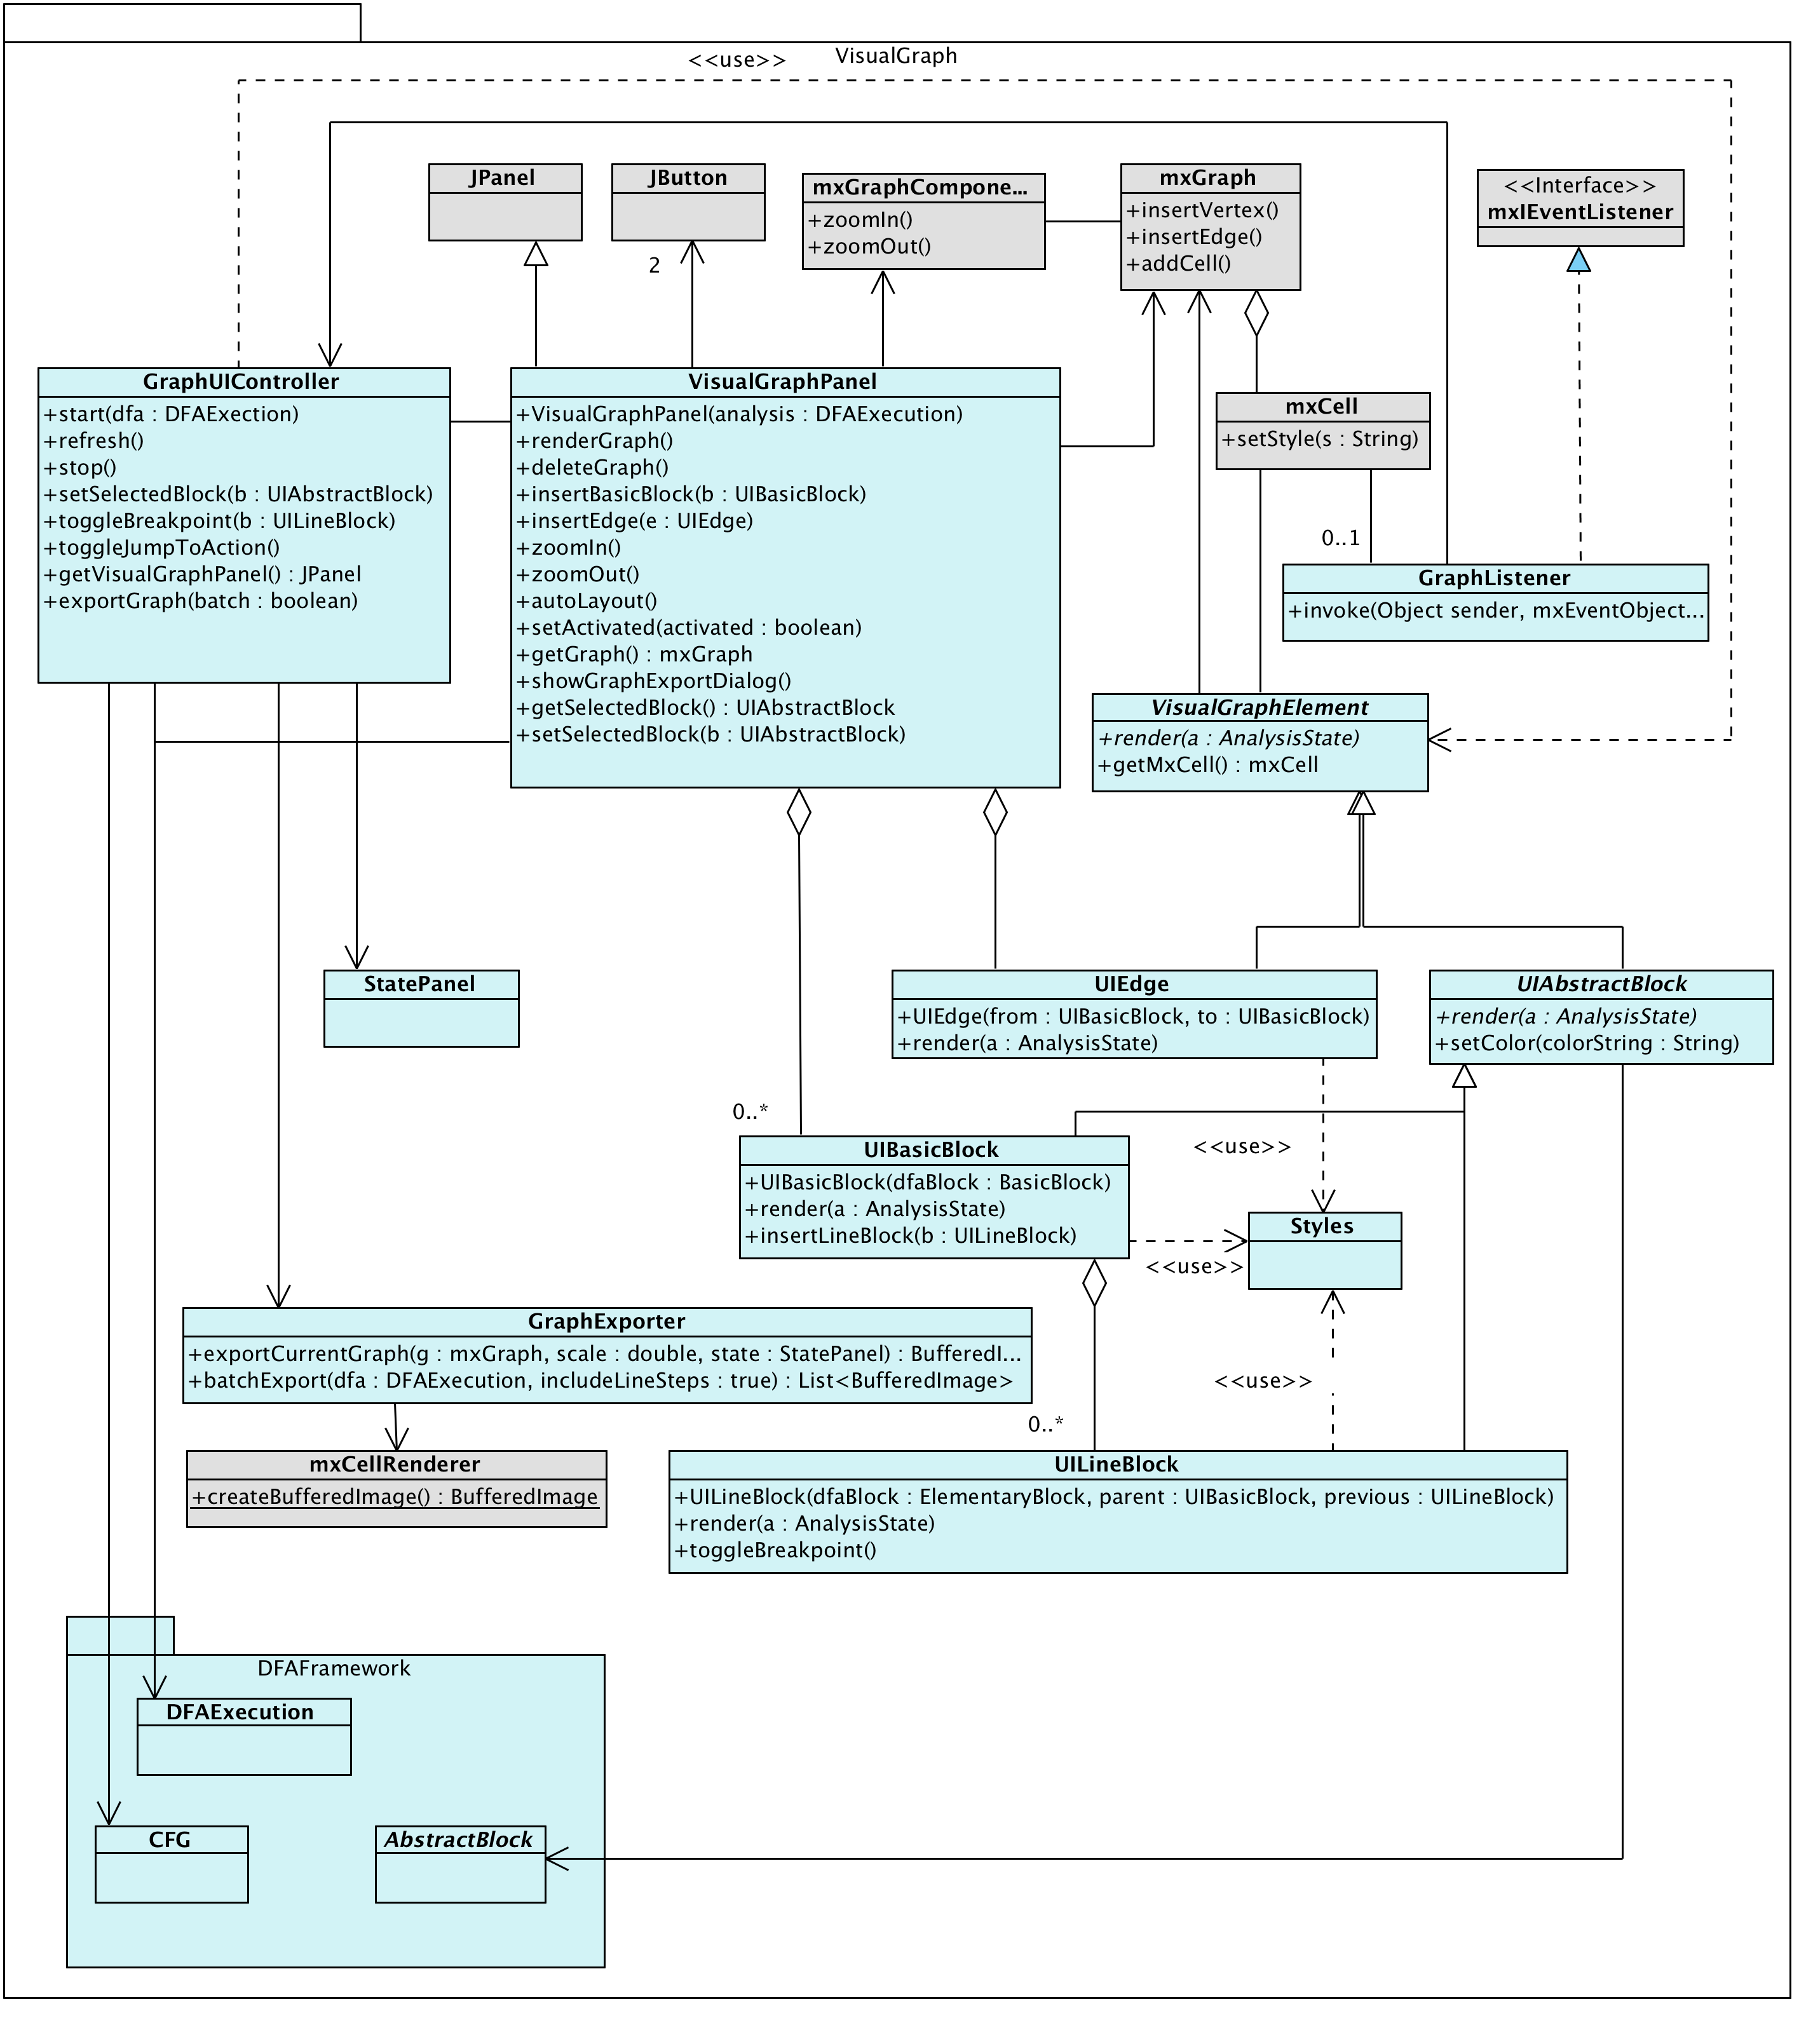 VisualGraph
<<use>>
JPanel
JButton
2
mxGraphCompone...
+zoomIn()
+zoomOut()
mxGraph
+insertVertex()
+insertEdge()
+addCell()
<<Interface>>
mxIEventListener
GraphUIController
+start(dfa : DFAExection)
+refresh()
+stop()
+setSelectedBlock(b : UIAbstractBlock)
+toggleBreakpoint(b : UILineBlock)
+toggleJumpToAction()
+getVisualGraphPanel() : JPanel
+exportGraph(batch : boolean)
VisualGraphPanel
+VisualGraphPanel(analysis : DFAExecution)
+renderGraph()
+deleteGraph()
+insertBasicBlock(b : UIBasicBlock)
+insertEdge(e : UIEdge)
+zoomIn()
+zoomOut()
+autoLayout()
+setActivated(activated : boolean)
+getGraph() : mxGraph
+showGraphExportDialog()
+getSelectedBlock() : UIAbstractBlock
+setSelectedBlock(b : UIAbstractBlock)
mxCell
+setStyle(s : String)
0..1
GraphListener
+invoke(Object sender, mxEventObject...
VisualGraphElement
+render(a : AnalysisState)
+getMxCell() : mxCell
StatePanel
UIEdge
+UIEdge(from : UIBasicBlock, to : UIBasicBlock)
+render(a : AnalysisState)
UIAbstractBlock
+render(a : AnalysisState)
+setColor(colorString : String)
0..*
UIBasicBlock
+UIBasicBlock(dfaBlock : BasicBlock)
+render(a : AnalysisState)
+insertLineBlock(b : UILineBlock)
<<use>>
Styles
<<use>>
GraphExporter
+exportCurrentGraph(g : mxGraph, scale : double, state : StatePanel) : BufferedI...
+batchExport(dfa : DFAExecution, includeLineSteps : true) : List<BufferedImage>
<<use>>
0..*
mxCellRenderer
+createBufferedImage() : BufferedImage
UILineBlock
+UILineBlock(dfaBlock : ElementaryBlock, parent : UIBasicBlock, previous : UILineBlock)
+render(a : AnalysisState)
+toggleBreakpoint()
DFAFramework
DFAExecution
CFG
AbstractBlock